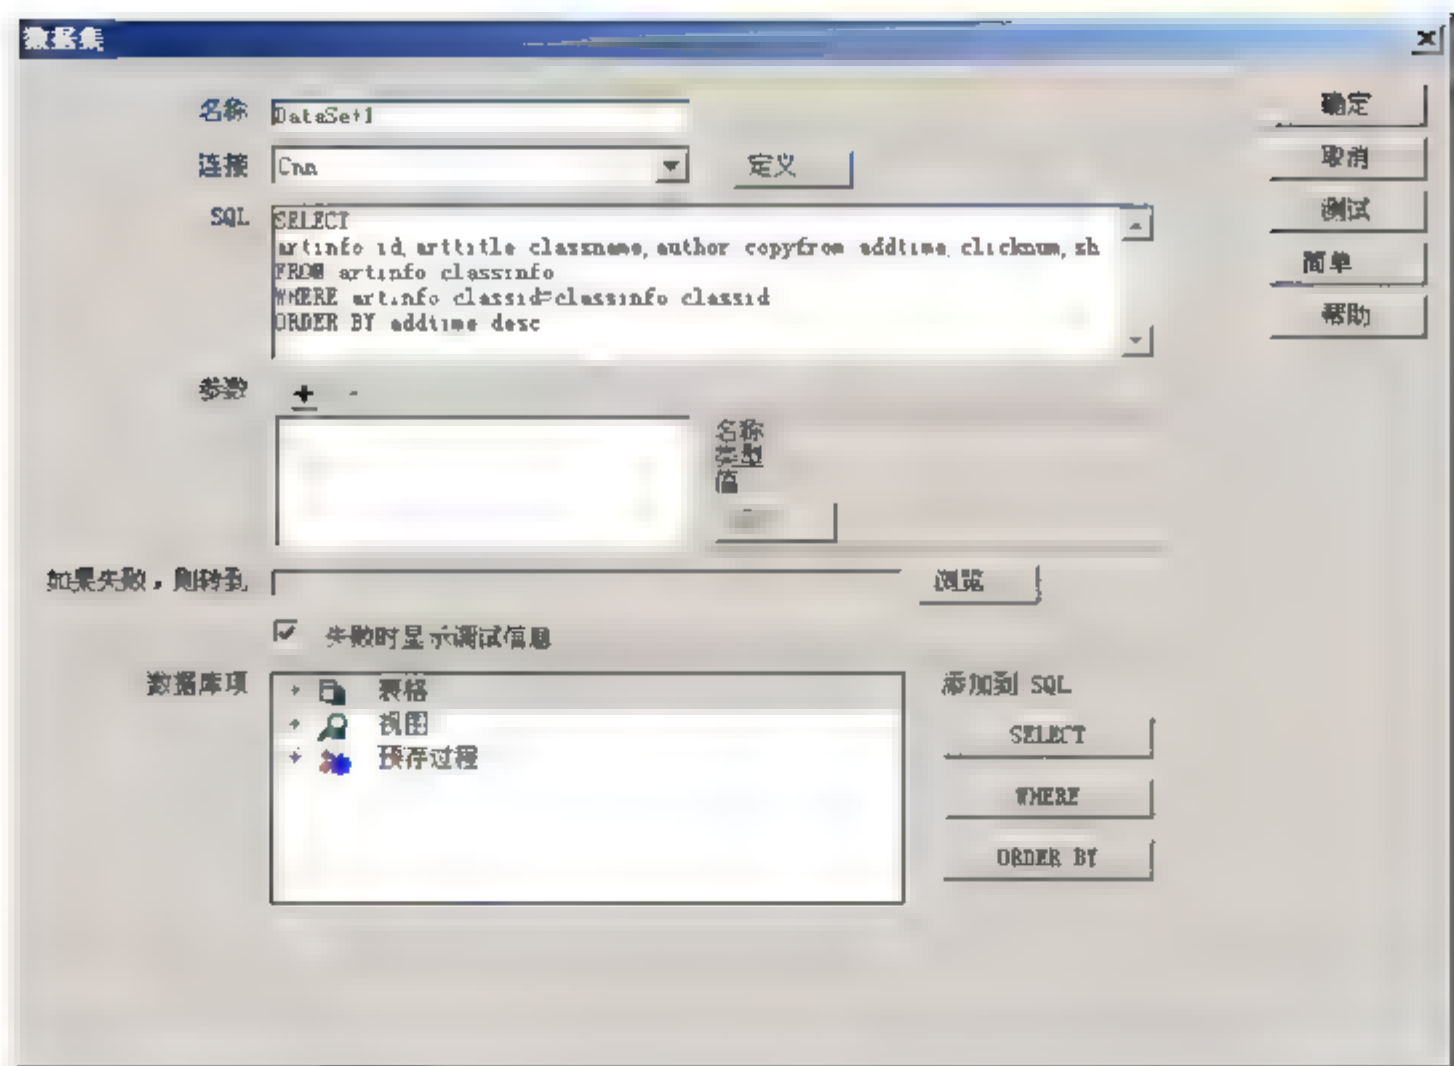 数据集
名称 DataSet1
确定
连接 Cnn 定义
取消
SQL SELECT
测试
artinfo id,arttitle classname,author copyfrom addtime,clicknum,sh
FROM artinfo classinfo
简单
WHERE artinfo classid=classinfo classid
ORDER BY addtime desc
帮助
参数 + -
名称
类型
值
如果失败，则转到 浏览
失败时显示调试信息
数据库项 表格 添加到 SQL
视图
SELECT
预存过程
WHERE
ORDER BY